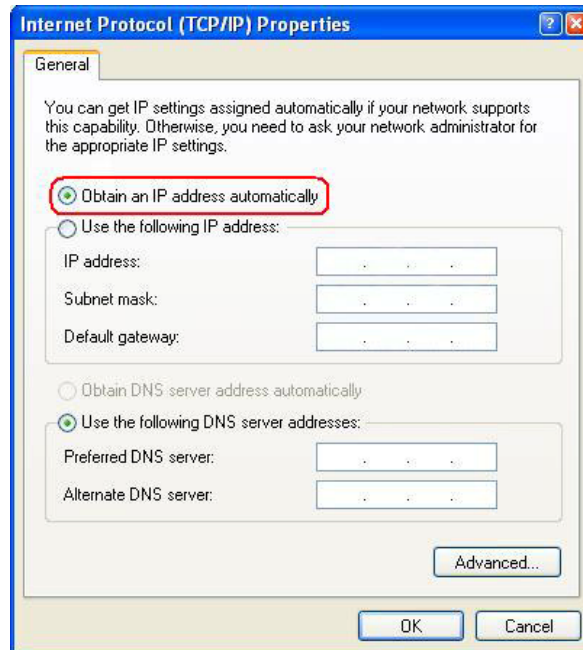 Internet Protocol (TCP/IP) Properties
General
You can get IP settings assigned automatically if your network supports
this capability. Otherwise, you need to ask your network administrator for
the appropriate IP settings.
Obtain an IP address automatically
Use the following IP address:
IP address:
Subnet mask:
Default gateway:
Obtain DNS server address automatically
Use the following DNS server addresses:
Preferred DNS server:
Alternate DNS server:
Advanced...
OK
Cancel